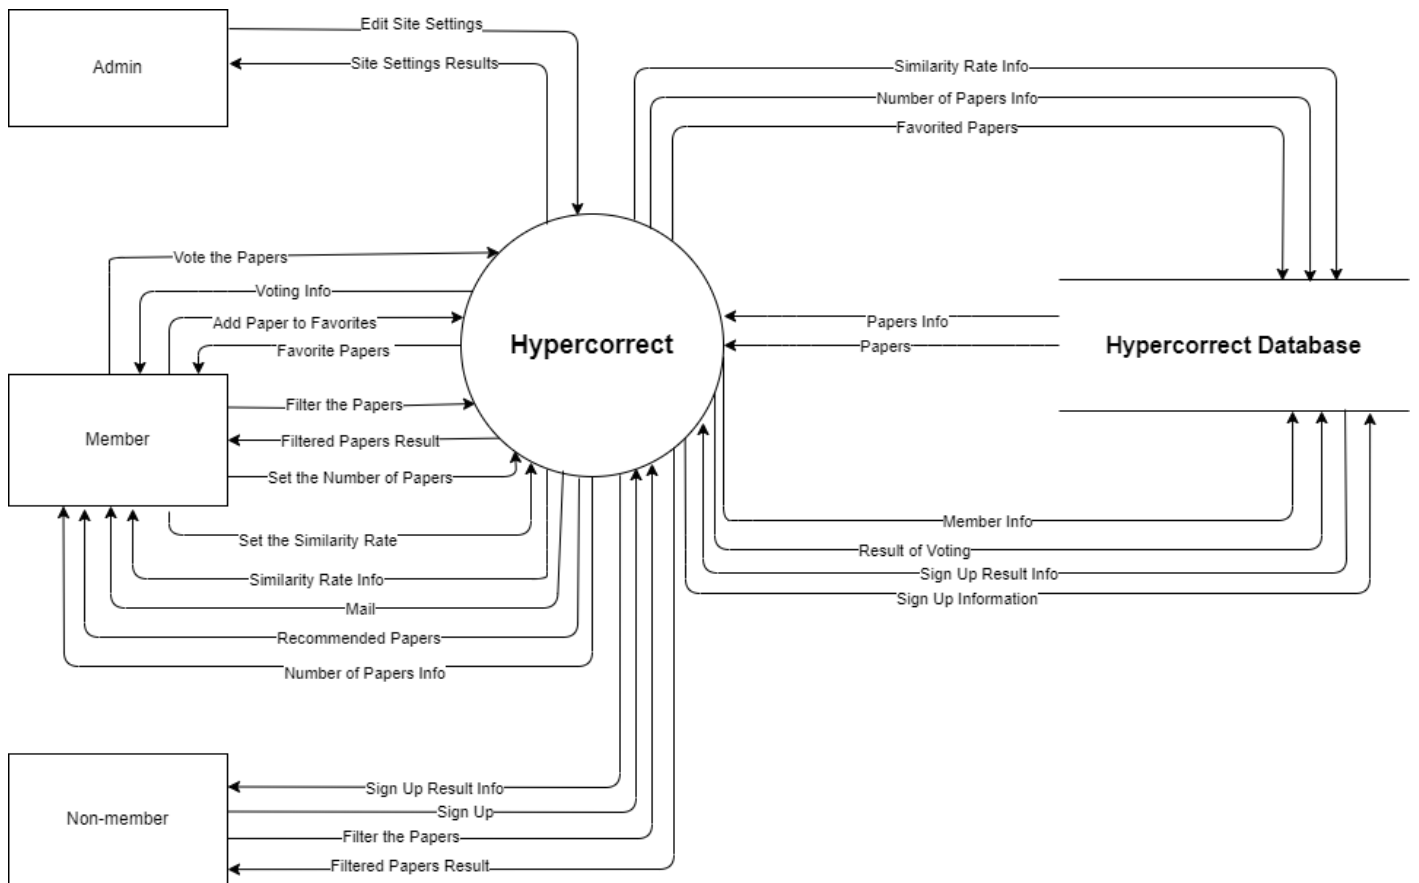 Edit Site Settings
Admin
Site Settings Results
Similarity Rate Info
Number of Papers Info
Favorited Papers
Vote the Papers
Voting Info
Add Paper to Favorites
Favorite Papers
Hypercorrect
Papers Info
Papers
Hypercorrect Database
Filter the Papers
Member
Filtered Papers Result
Set the Number of Papers
Set the Similarity Rate
Similarity Rate Info
Mail
Recommended Papers
Number of Papers Info
Member Info
Result of Voting
Sign Up Result Info
Sign Up Information
Sign Up Result Info
Sign Up
Non-member
Filter the Papers
Filtered Papers Result